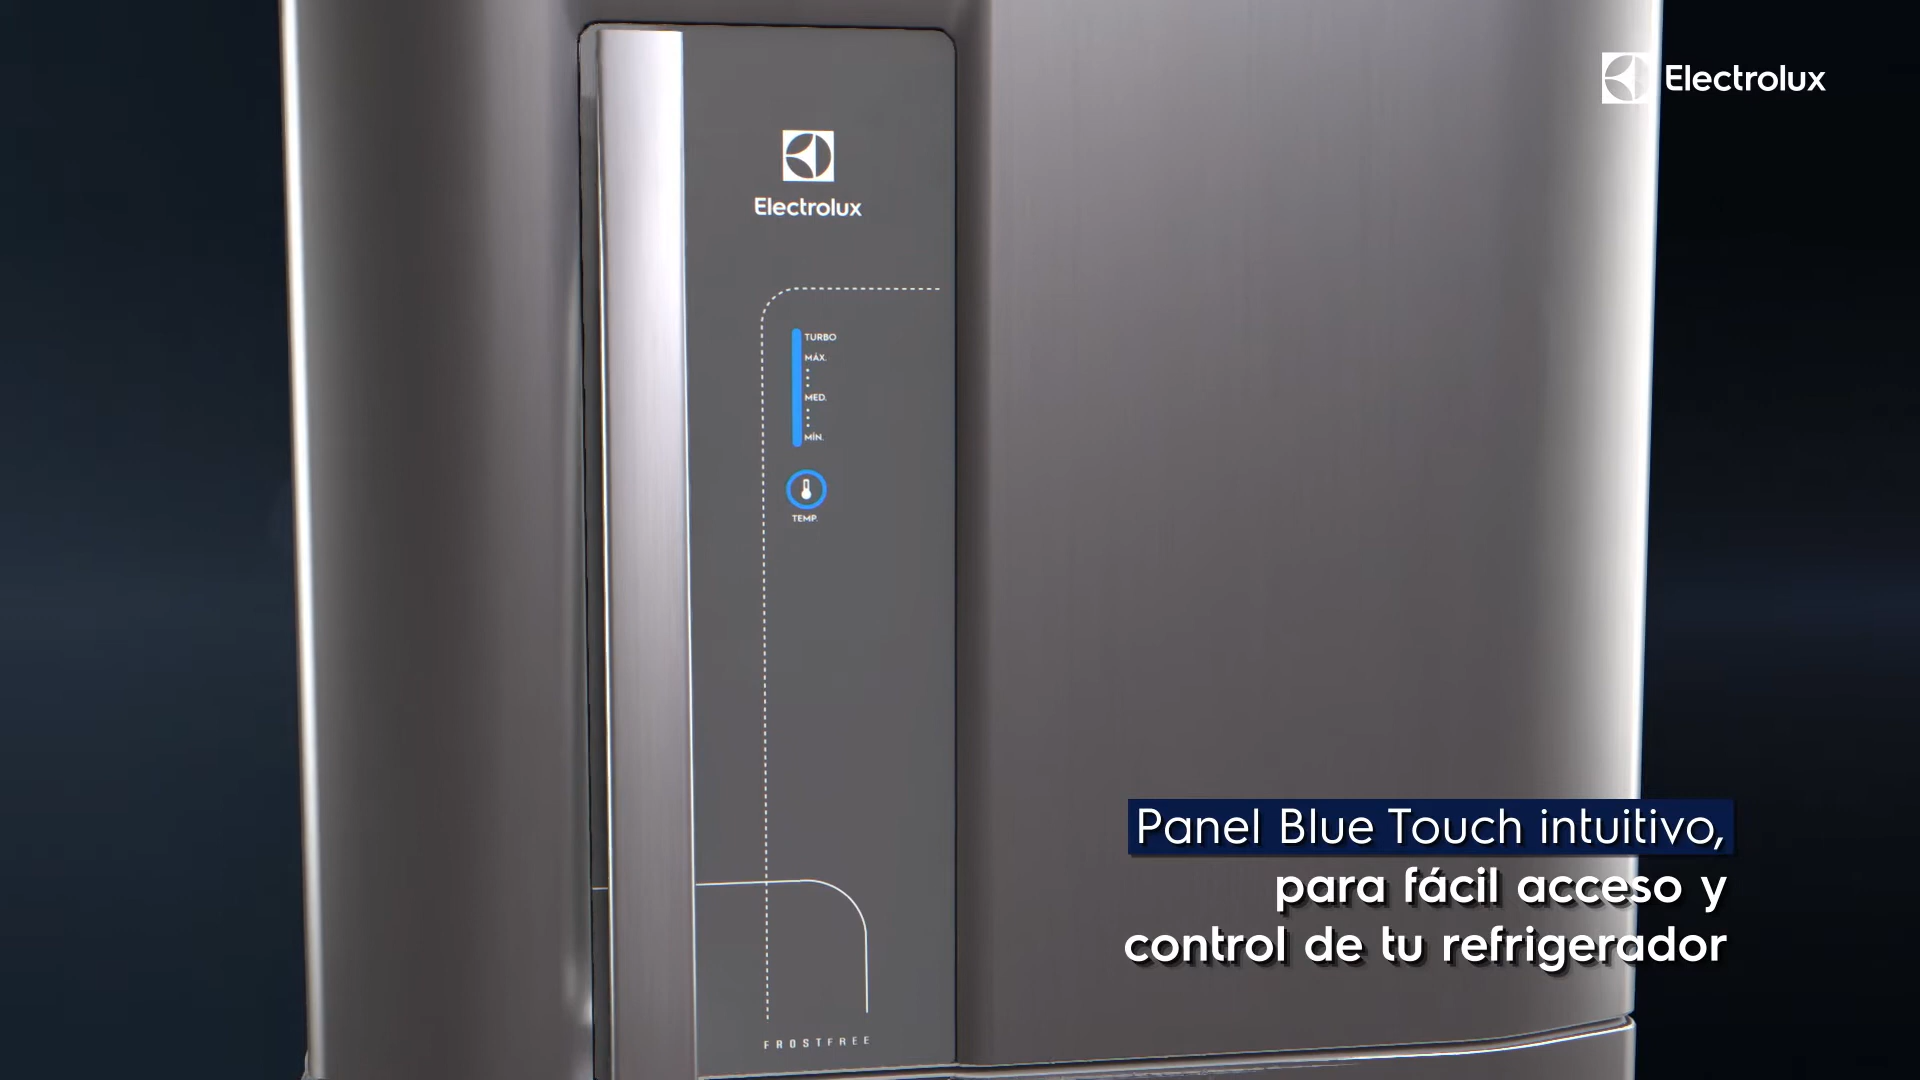 Electrolux
Electrolux
TURBO
MÁX.
MED.
MÍN.
TEMP.
Panel Blue Touch intuitivo,
para fácil acceso y
control de tu refrigerador
FROSTFREE